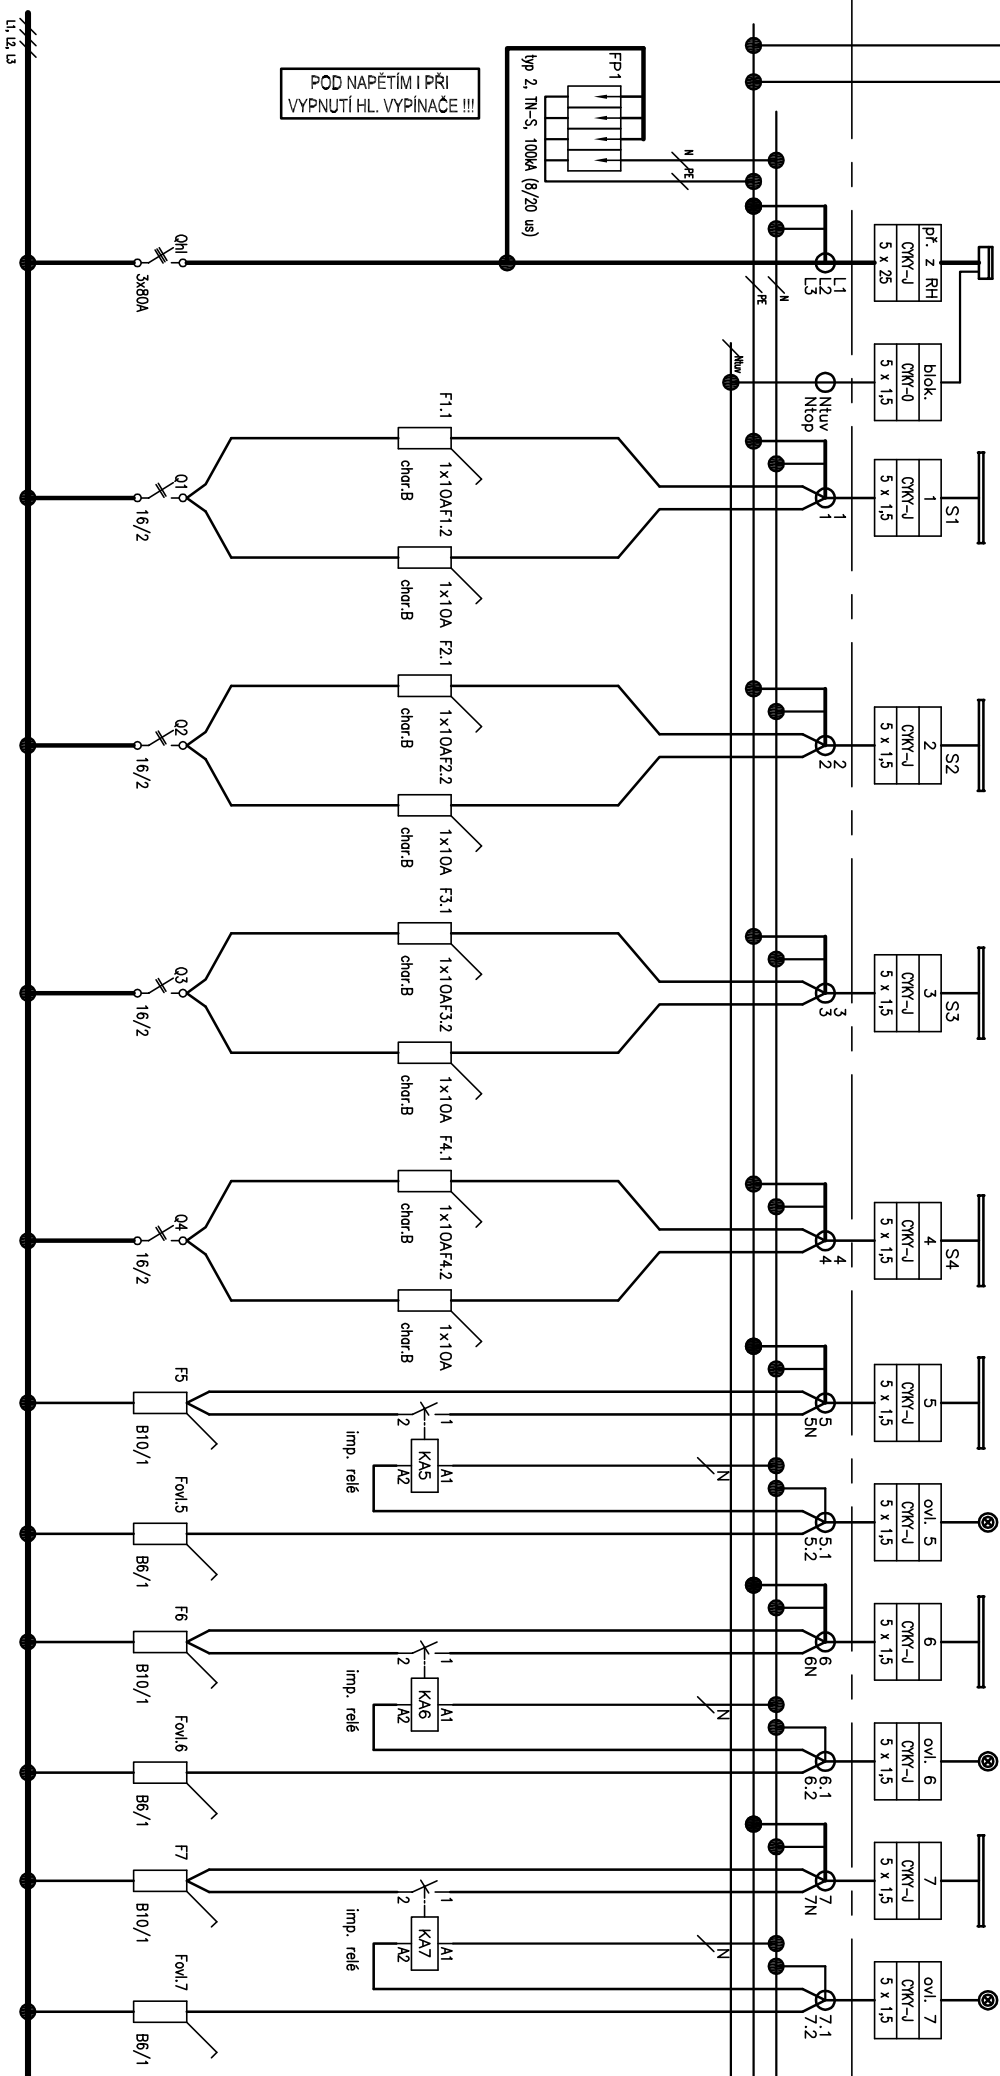 L1, L2, L3
POD NAPĚTÍM I PŘI
VYPNUTÍ HL. VYPÍNAČE !!!
FP1
typ 2, TN-S, 100kA (8/20 us)
N
PE
Qhl
3x80A
L1
L2
L3
N
PE
př. z RH
CYKY-J
5 x 25
blok.
CYKY-O
5 x 1,5
Ntuv
Ntop
Ntuv
Q1
16/2
F1.1
1x10A
char.B
F1.2
1x10A
char.B
1
1
1
CYKY-J
5 x 1,5
S1
Q2
16/2
F2.1
1x10A
char.B
F2.2
1x10A
char.B
2
2
2
CYKY-J
5 x 1,5
S2
Q3
16/2
F3.1
1x10A
char.B
F3.2
1x10A
char.B
3
3
3
CYKY-J
5 x 1,5
S3
Q4
16/2
F4.1
1x10A
char.B
F4.2
1x10A
char.B
4
4
4
CYKY-J
5 x 1,5
S4
F5
B10/1
1
2
KA5
A1
A2
imp. relé
N
5
5N
5
CYKY-J
5 x 1,5
Fovl.5
B6/1
5.1
5.2
ovl. 5
CYKY-J
5 x 1,5
F6
B10/1
1
2
KA6
A1
A2
imp. relé
N
6
6N
6
CYKY-J
5 x 1,5
Fovl.6
B6/1
6.1
6.2
ovl. 6
CYKY-J
5 x 1,5
F7
B10/1
1
2
KA7
A1
A2
imp. relé
N
7
7N
7
CYKY-J
5 x 1,5
Fovl.7
B6/1
7.1
7.2
ovl. 7
CYKY-J
5 x 1,5